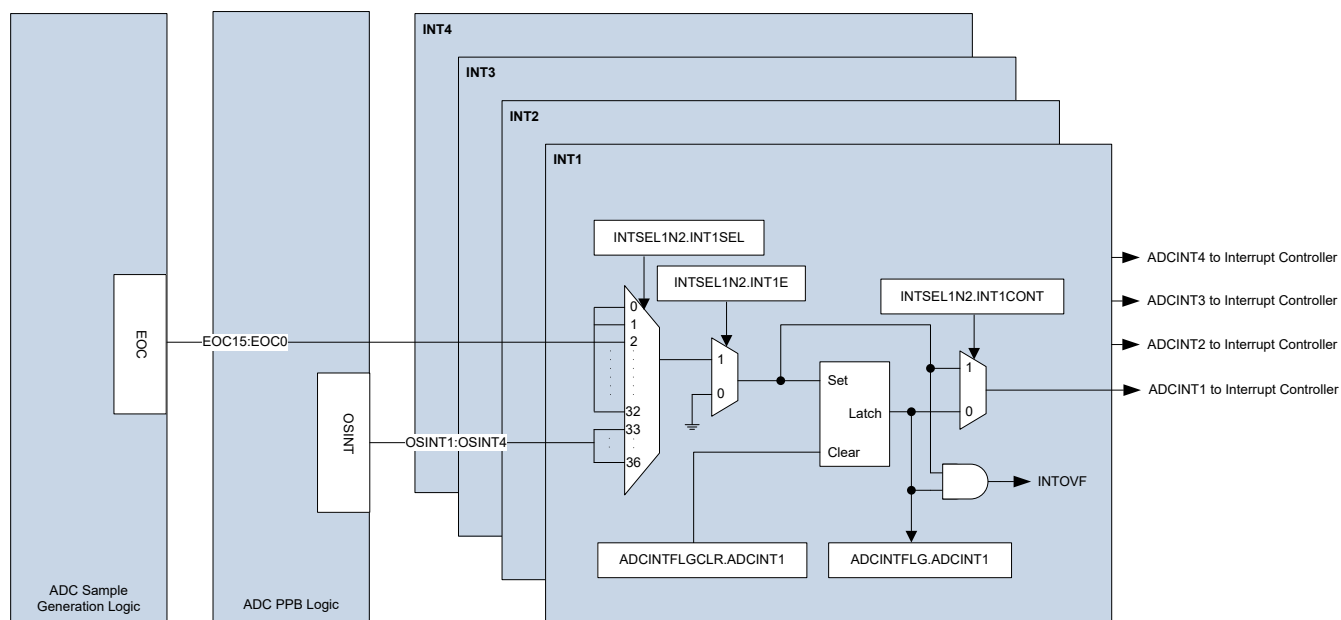 INT4
INT3
INT2
INT1
INTSEL1N2.INT1SEL
INTSEL1N2.INT1E
INTSEL1N2.INT1CONT
ADCINT4 to Interrupt Controller
ADCINT3 to Interrupt Controller
ADCINT2 to Interrupt Controller
ADCINT1 to Interrupt Controller
EOC
EOC15:EOC0
OSINT
OSINT1:OSINT4
0
1
2
32
33
36
1
0
Set
Latch
Clear
1
0
INTOVF
ADCINTFLGCLR.ADCINT1
ADCINTFLG.ADCINT1
ADC Sample
Generation Logic
ADC PPB Logic